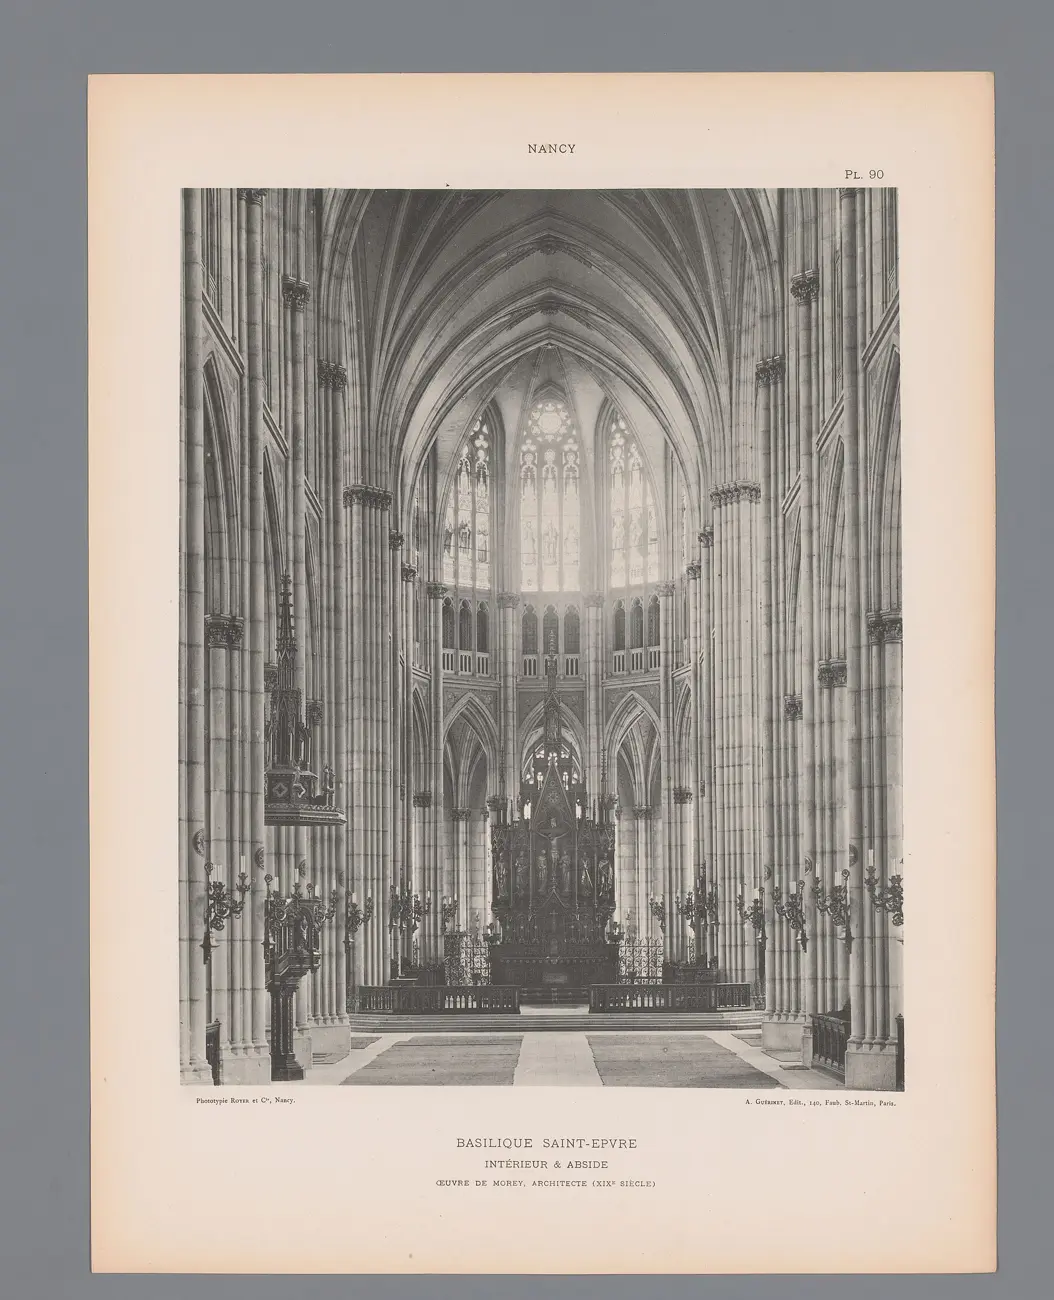 NANCY
PL. 90
Phototypie ROYER et Cie, Nancy.
A. GUÉRINET, Edit., 140, Faub. St-Martin, Paris.
BASILIQUE SAINT-EPVRE
INTÉRIEUR & ABSIDE
ŒUVRE DE MOREY, ARCHITECTE (XIXE SIÈCLE)